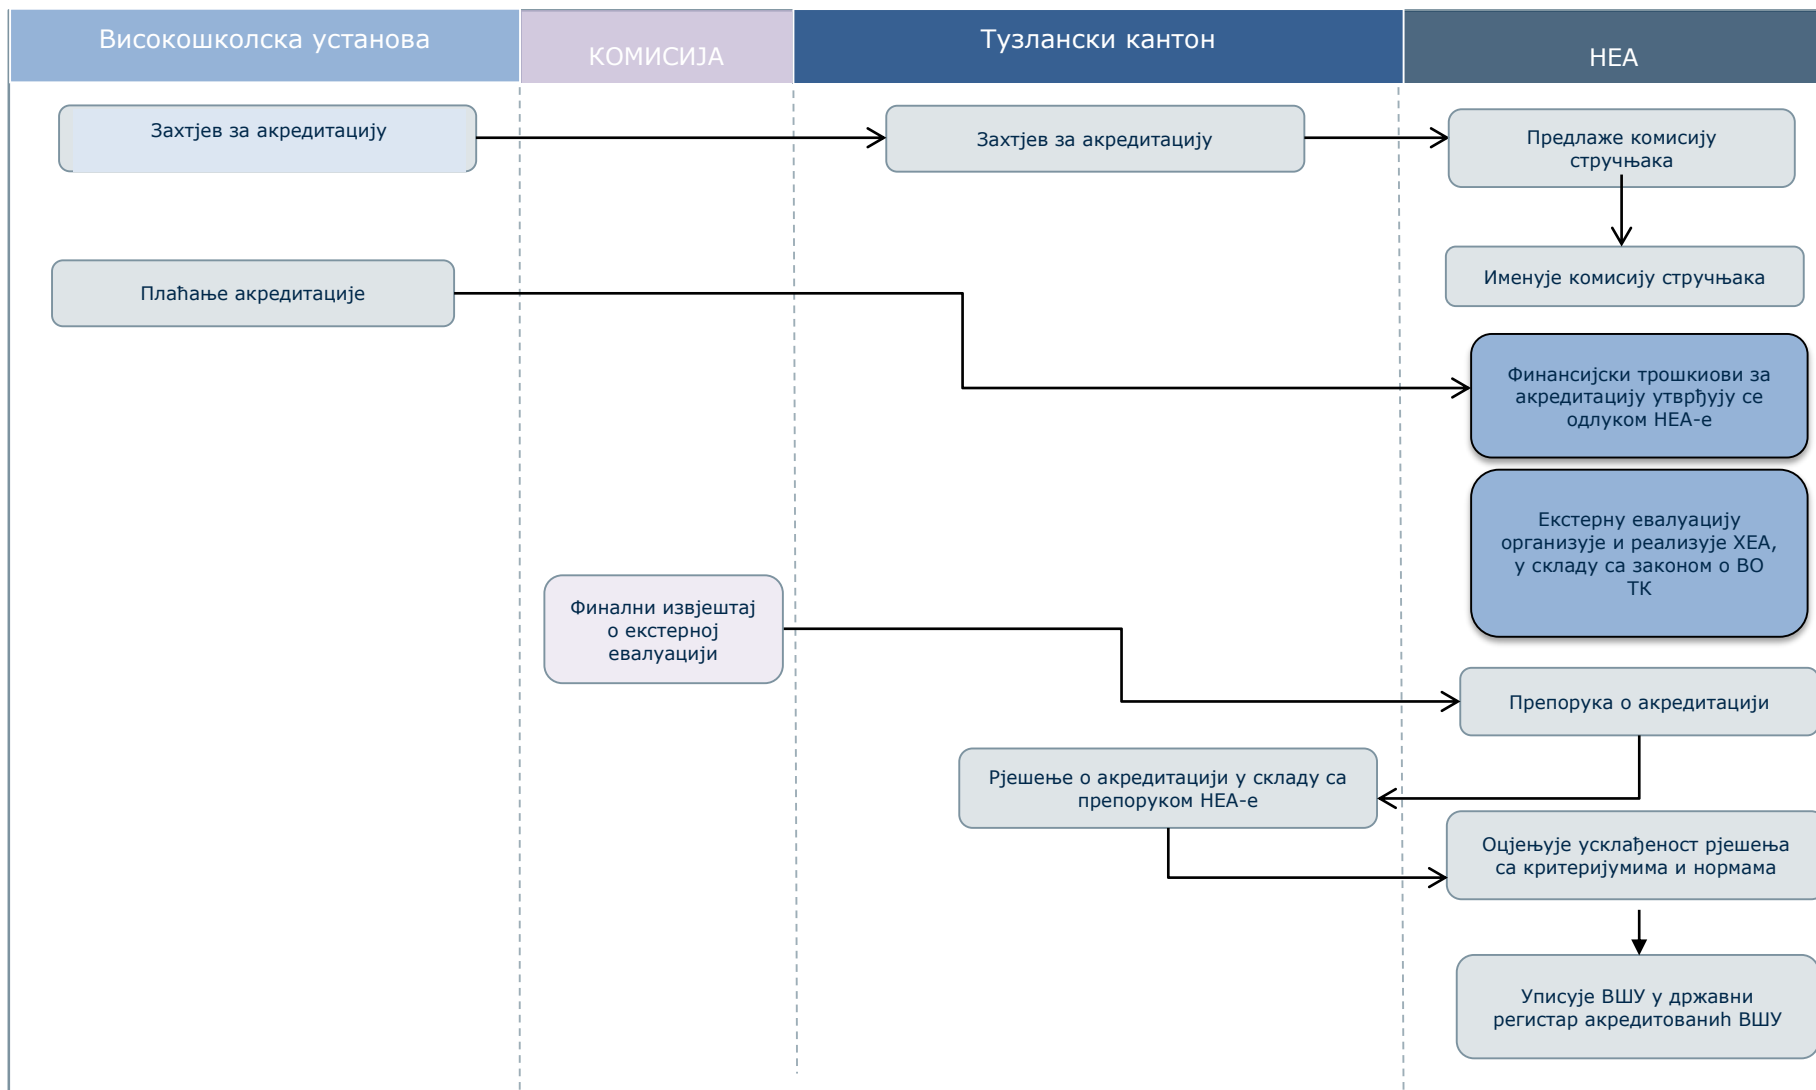 Високошколска установа
КОМИСИЈА
Тузлански кантон
НЕА
Захтјев за акредитацију
Захтјев за акредитацију
Предлаже комисију
стручњака
Плаћање акредитације
Именује комисију стручњака
Финансијски трошкиови за
акредитацију утврђују се
одлуком НЕА-е
Екстерну евалуацију
организује и реализује ХЕА,
у складу са законом о ВО
ТК
Финални извјештај
о екстерној
евалуацији
Препорука о акредитацији
Рјешење о акредитацији у складу са
препоруком НЕА-е
Оцјењује усклађеност рјешења
са критеријумима и нормама
Уписује ВШУ у државни
регистар акредитованih ВШУ